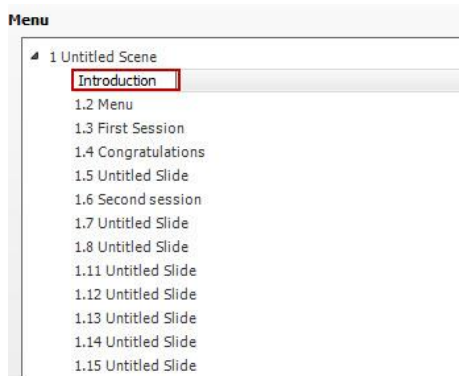 Menu
1 Untitled Scene
Introduction
1.2 Menu
1.3 First Session
1.4 Congratulations
1.5 Untitled Slide
1.6 Second session
1.7 Untitled Slide
1.8 Untitled Slide
1.11 Untitled Slide
1.12 Untitled Slide
1.13 Untitled Slide
1.14 Untitled Slide
1.15 Untitled Slide